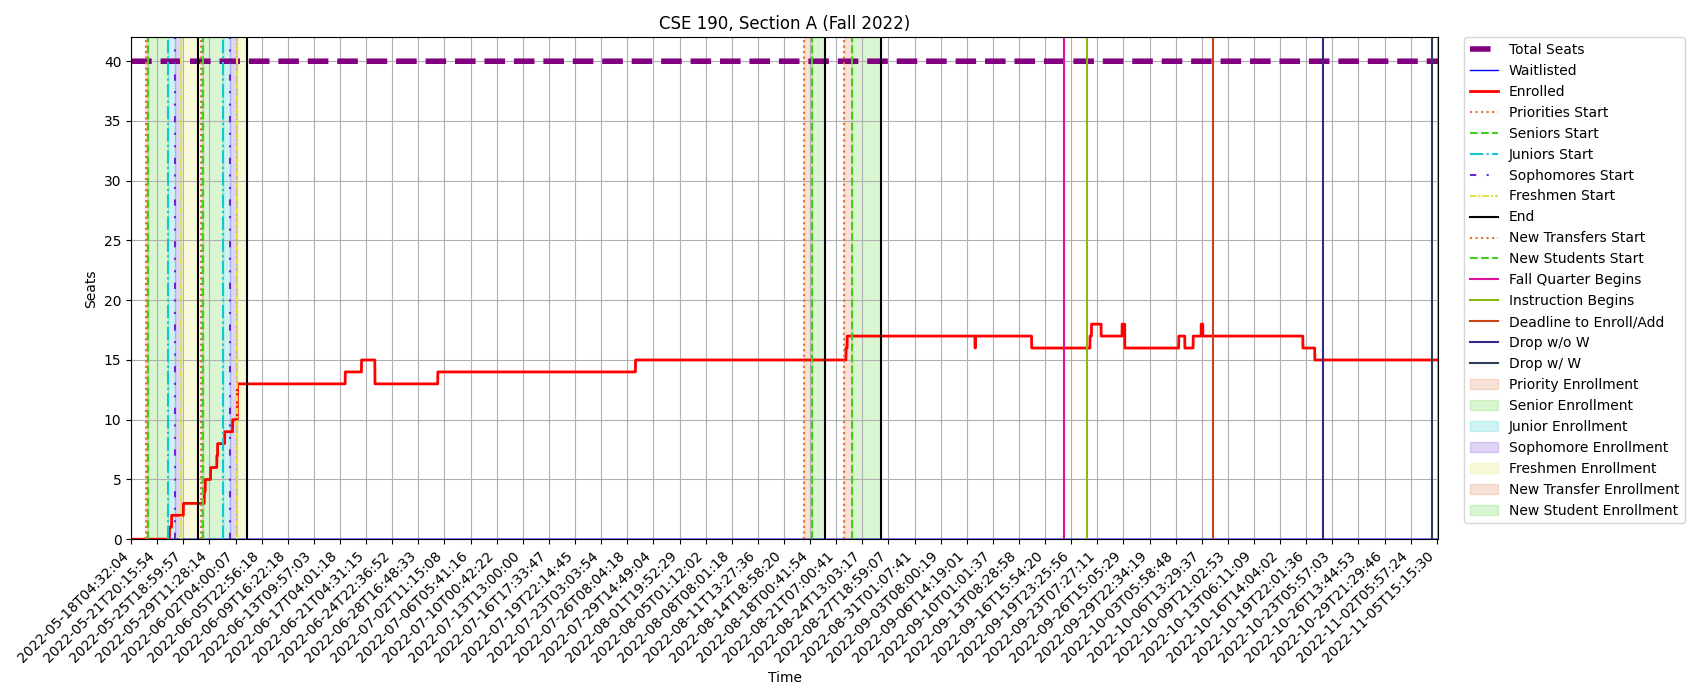 CSE 190, Section A (Fall 2022)
Seats
40
35
30
25
20
15
10
5
0
2022-05-18T04:32:04
2022-05-21T20:15:54
2022-05-25T18:59:57
2022-05-29T11:28:14
2022-06-02T04:00:07
2022-06-05T22:56:18
2022-06-09T16:22:18
2022-06-13T09:57:03
2022-06-17T04:01:18
2022-06-21T04:31:15
2022-06-24T22:36:52
2022-06-28T16:48:33
2022-07-02T11:15:08
2022-07-06T05:41:16
2022-07-10T00:42:22
2022-07-13T13:00:00
2022-07-16T17:33:47
2022-07-19T22:14:45
2022-07-23T03:03:54
2022-07-26T08:04:18
2022-07-29T14:49:04
2022-08-01T19:52:29
2022-08-05T01:12:02
2022-08-08T08:01:18
2022-08-11T13:27:36
2022-08-14T18:58:20
2022-08-18T00:41:54
2022-08-21T07:00:41
2022-08-24T13:03:17
2022-08-27T18:59:07
2022-08-31T01:07:41
2022-09-03T08:00:19
2022-09-06T14:19:01
2022-09-10T01:01:37
2022-09-13T08:28:58
2022-09-16T15:54:20
2022-09-19T23:25:56
2022-09-23T07:27:11
2022-09-26T15:05:29
2022-09-29T22:34:19
2022-10-03T05:58:48
2022-10-06T13:29:37
2022-10-09T21:02:53
2022-10-13T06:11:09
2022-10-16T14:04:02
2022-10-19T22:01:36
2022-10-23T05:57:03
2022-10-26T13:44:53
2022-10-29T21:29:46
2022-11-02T05:57:24
2022-11-05T15:15:30
Time
Total Seats
Waitlisted
Enrolled
Priorities Start
Seniors Start
Juniors Start
Sophomores Start
Freshmen Start
End
New Transfers Start
New Students Start
Fall Quarter Begins
Instruction Begins
Deadline to Enroll/Add
Drop w/o W
Drop w/ W
Priority Enrollment
Senior Enrollment
Junior Enrollment
Sophomore Enrollment
Freshmen Enrollment
New Transfer Enrollment
New Student Enrollment